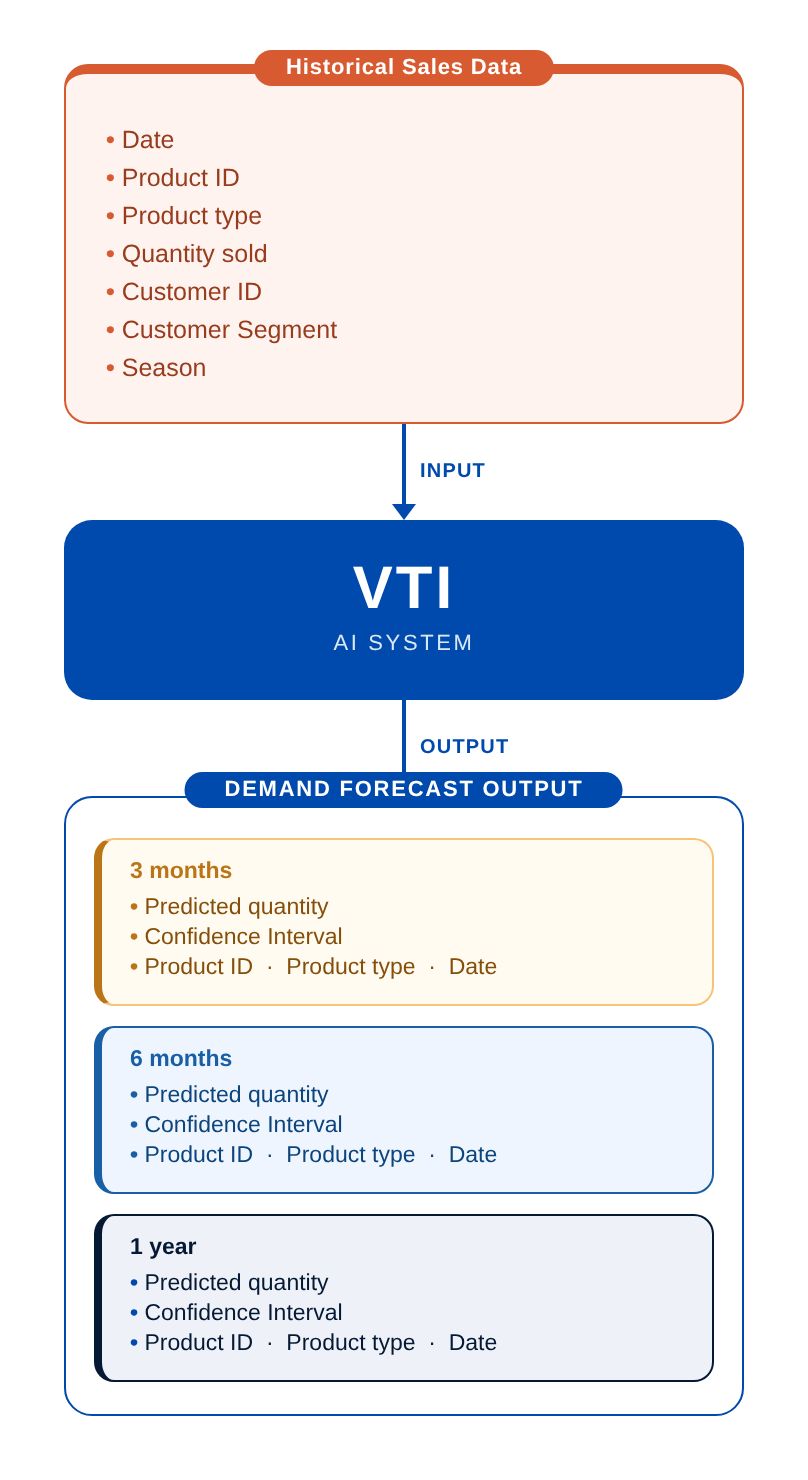 Historical Sales Data
• Date
• Product ID
• Product type
• Quantity sold
• Customer ID
• Customer Segment
• Season
INPUT
VTI
AI SYSTEM
OUTPUT
DEMAND FORECAST OUTPUT
3 months
• Predicted quantity
• Confidence Interval
• Product ID · Product type · Date
6 months
• Predicted quantity
• Confidence Interval
• Product ID · Product type · Date
1 year
• Predicted quantity
• Confidence Interval
• Product ID · Product type · Date